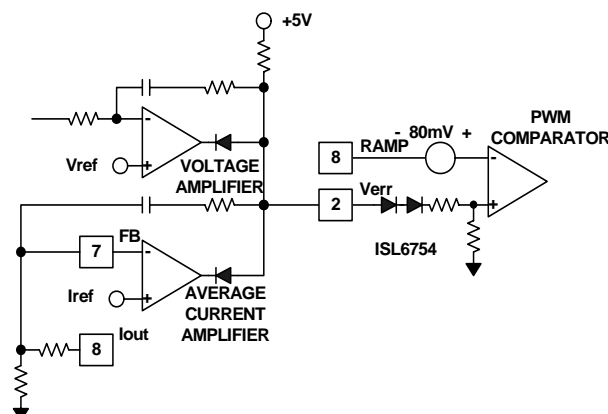 +5V
-
+
Vref
VOLTAGE
AMPLIFIER
PWM
COMPARATOR
- 80mV +
8
RAMP
-
+
2
Verr
ISL6754
7
FB
-
+
Iref
AVERAGE
CURRENT
AMPLIFIER
8
Iout